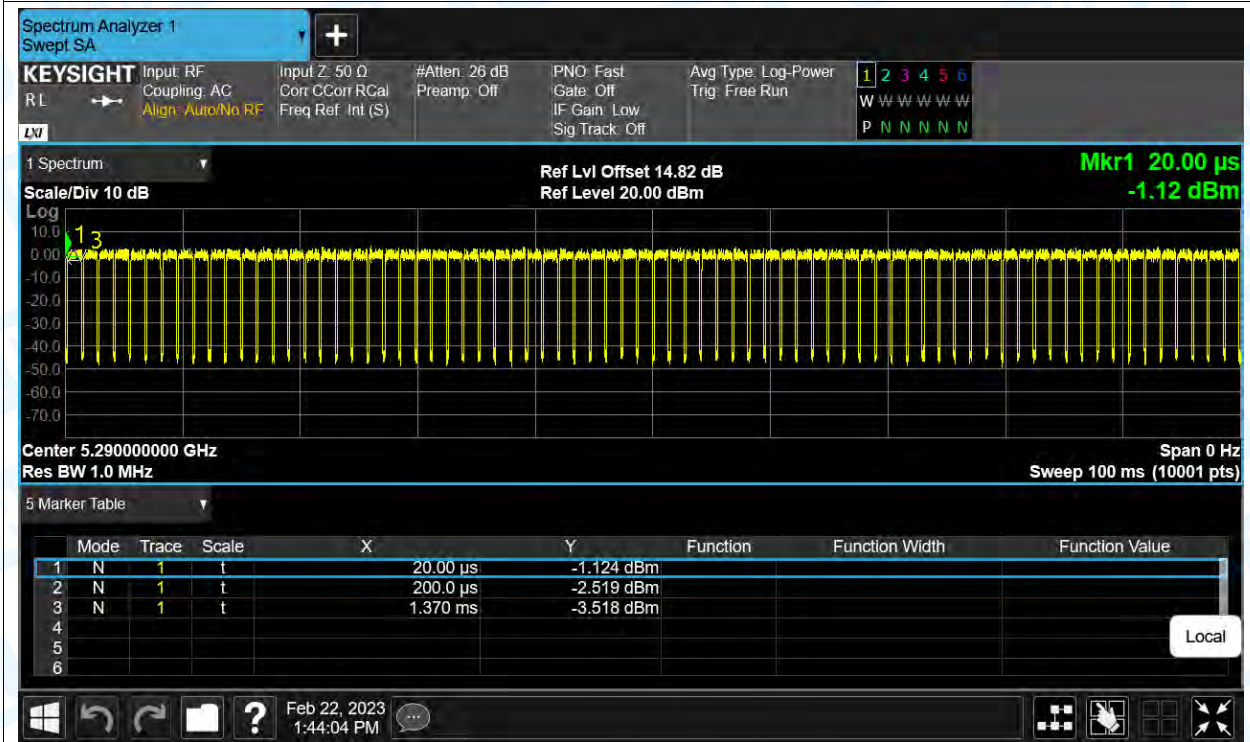 Spectrum Analyzer 1
Swept SA
KEYSIGHT Input: RF Input Z: 50 Ω #Atten: 26 dB PNO: Fast Avg Type: Log-Power 1 2 3 4 5 6
R L Coupling: AC Corr CCorr RCal Preamp: Off Gate: Off Trig: Free Run
Align: Auto/No RF Freq Ref: Int (S) IF Gain: Low W W W W W W
LXI Sig Track: Off P N N N N N
1 Spectrum Ref Lvl Offset 14.82 dB Mkr1 20.00 µs
Scale/Div 10 dB Ref Level 20.00 dBm -1.12 dBm
Log
10.0 1 3
0.00
-10.0
-20.0
-30.0
-40.0
-50.0
-60.0
-70.0
Center 5.290000000 GHz Span 0 Hz
Res BW 1.0 MHz Sweep 100 ms (10001 pts)
5 Marker Table
Mode Trace Scale X Y Function Function Width Function Value
1 N 1 t 20.00 µs -1.124 dBm
2 N 1 t 200.0 µs -2.519 dBm
3 N 1 t 1.370 ms -3.518 dBm
4
5 Local
6
? Feb 22, 2023
1:44:04 PM